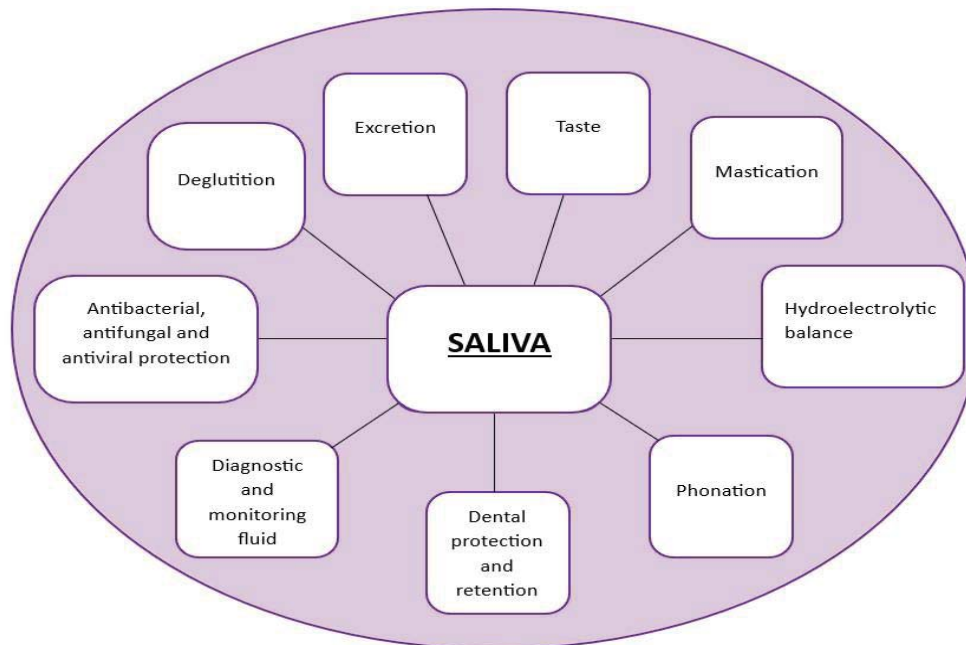 Excretion
Taste
Deglutition
Mastication
Antibacterial,
antifungal and
antiviral protection
SALIVA
Hydroelectrolytic
balance
Diagnostic
and
monitoring
fluid
Dental
protection
and
retention
Phonation